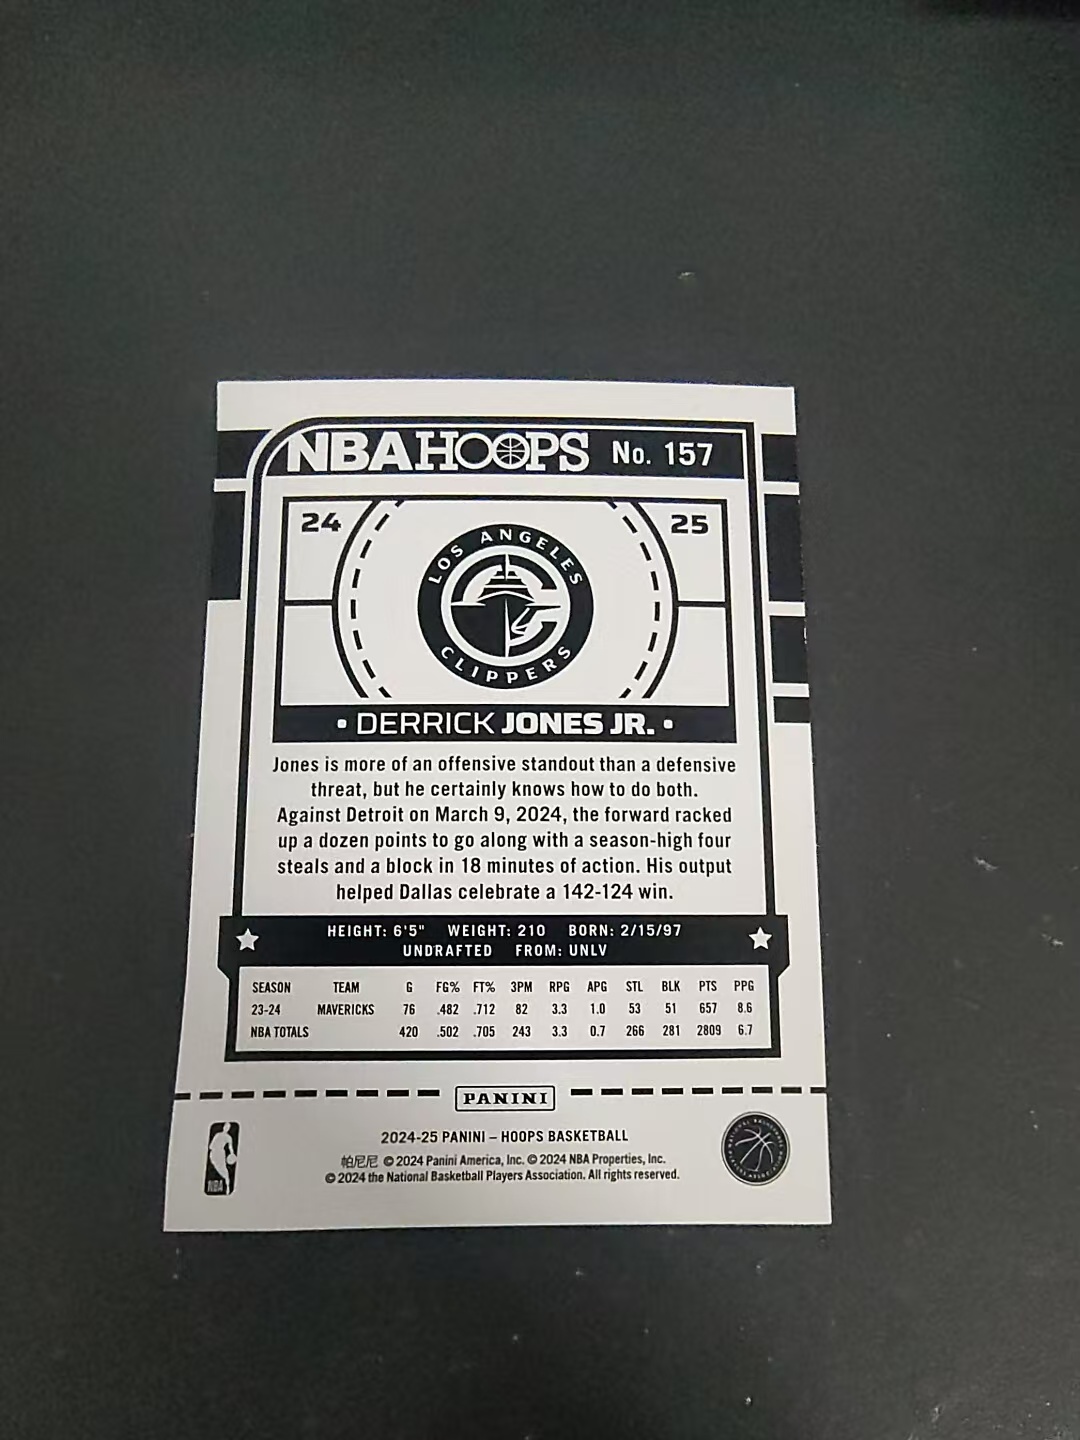 NBA HOOPS No. 157
24 25
LOS ANGELES
CLIPPERS
• DERRICK JONES JR. •
Jones is more of an offensive standout than a defensive
threat, but he certainly knows how to do both.
Against Detroit on March 9, 2024, the forward racked
up a dozen points to go along with a season-high four
steals and a block in 18 minutes of action. His output
helped Dallas celebrate a 142-124 win.
HEIGHT: 6'5" WEIGHT: 210 BORN: 2/15/97
UNDRAFTED FROM: UNLV
SEASON TEAM G FG% FT% 3PM RPG APG STL BLK PTS PPG
23-24 MAVERICKS 76 .482 .712 82 3.3 1.0 53 51 657 8.6
NBA TOTALS 420 .502 .705 243 3.3 0.7 266 281 2809 6.7
PANINI
2024-25 PANINI – HOOPS BASKETBALL
帕尼尼 © 2024 Panini America, Inc. © 2024 NBA Properties, Inc.
© 2024 the National Basketball Players Association. All rights reserved.
NBA
NATIONAL BASKETBALL
PLAYERS ASSOCIATION